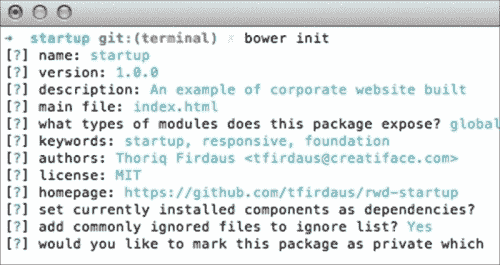 → startup git:(terminal) x bower init
[?] name: startup
[?] version: 1.0.0
[?] description: An example of corporate website built
[?] main file: index.html
[?] what types of modules does this package expose? global
[?] keywords: startup, responsive, foundation
[?] authors: Thoriq Firdaus <tfirdaus@creatiface.com>
[?] license: MIT
[?] homepage: https://github.com/tfirdaus/rwd-startup
[?] set currently installed components as dependencies?
[?] add commonly ignored files to ignore list? Yes
[?] would you like to mark this package as private which